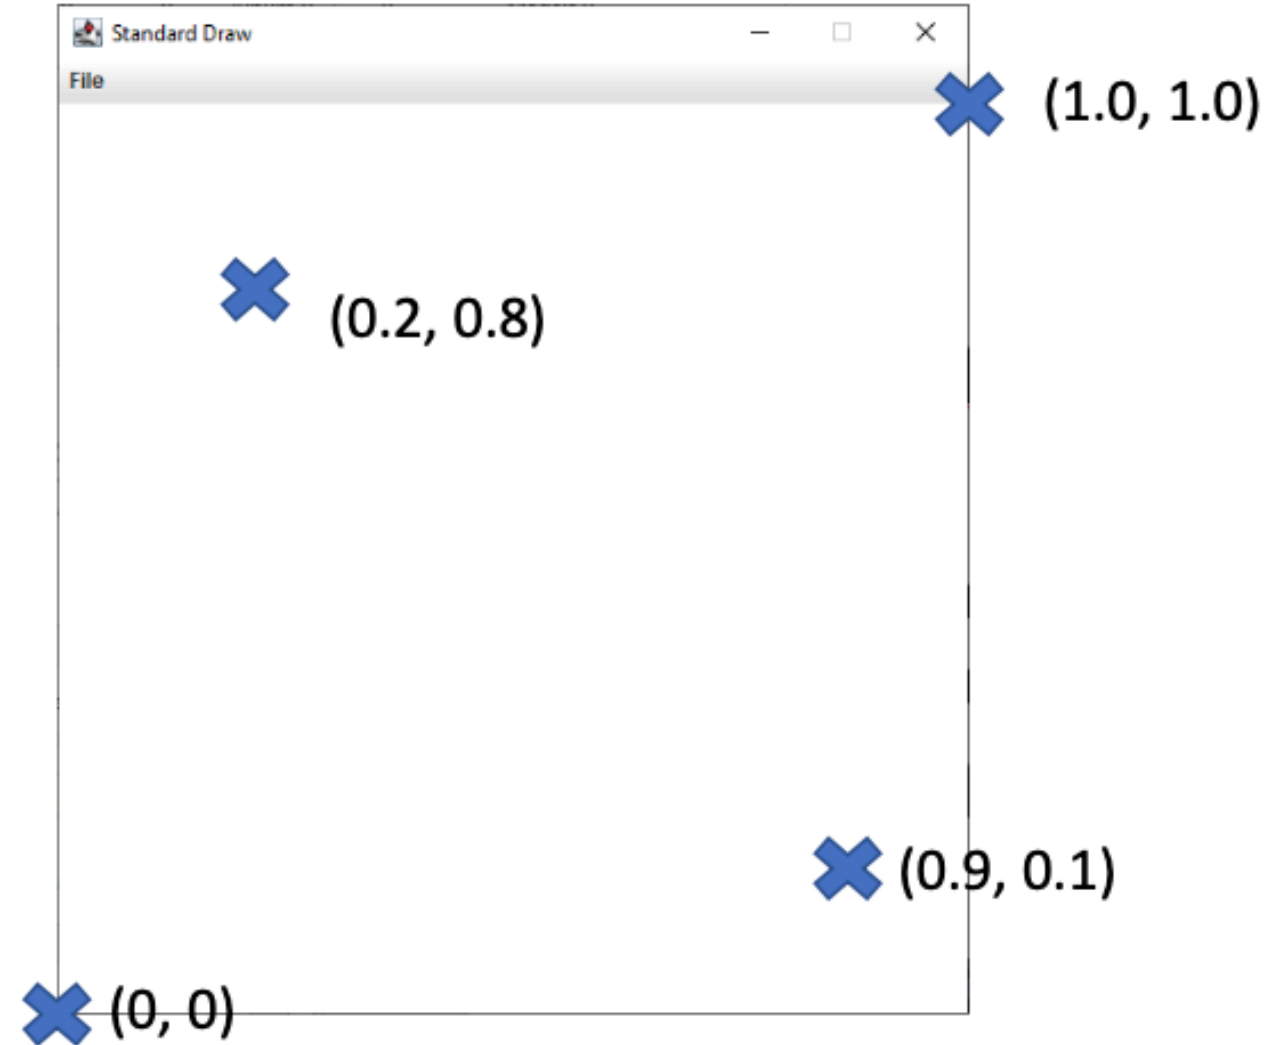 Standard Draw
File
(1.0, 1.0)
(0.2, 0.8)
(0.9, 0.1)
(0, 0)